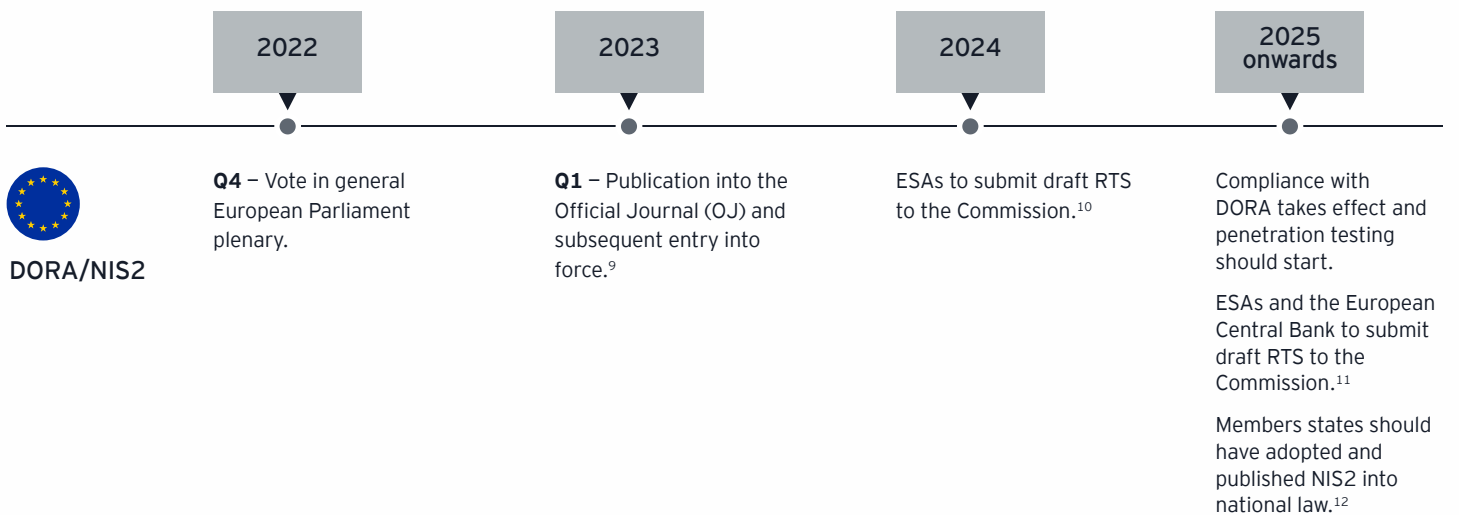 2022
2023
2024
2025
onwards
DORA/NIS2
Q4 – Vote in general
European Parliament
plenary.
Q1 – Publication into the
Official Journal (OJ) and
subsequent entry into
force.⁹
ESAs to submit draft RTS
to the Commission.¹⁰
Compliance with
DORA takes effect and
penetration testing
should start.
ESAs and the European
Central Bank to submit
draft RTS to the
Commission.¹¹
Members states should
have adopted and
published NIS2 into
national law.¹²